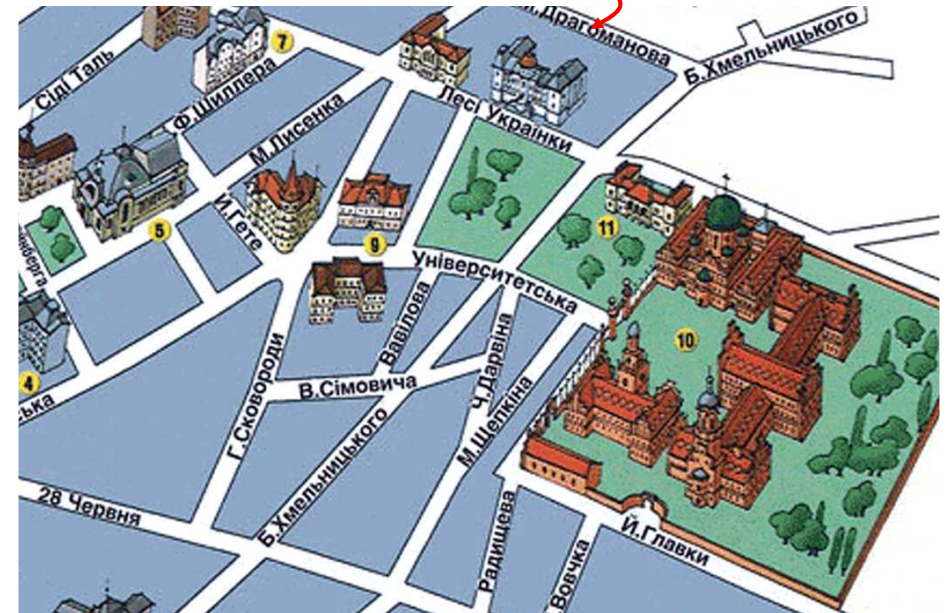 М.Драгоманова
Б.Хмельницького
7
Сіді Таль
Ф.Шиллера
Лесі Українки
М.Лисенка
Й.Гете
5
9
11
Університетська
Вавілова
10
4
Г.Сковороди
В.Сімовича
Ч.Дарвіна
М.Щепкіна
Б.Хмельницького
28 Червня
Радищева
Й.Главки
Вовчка